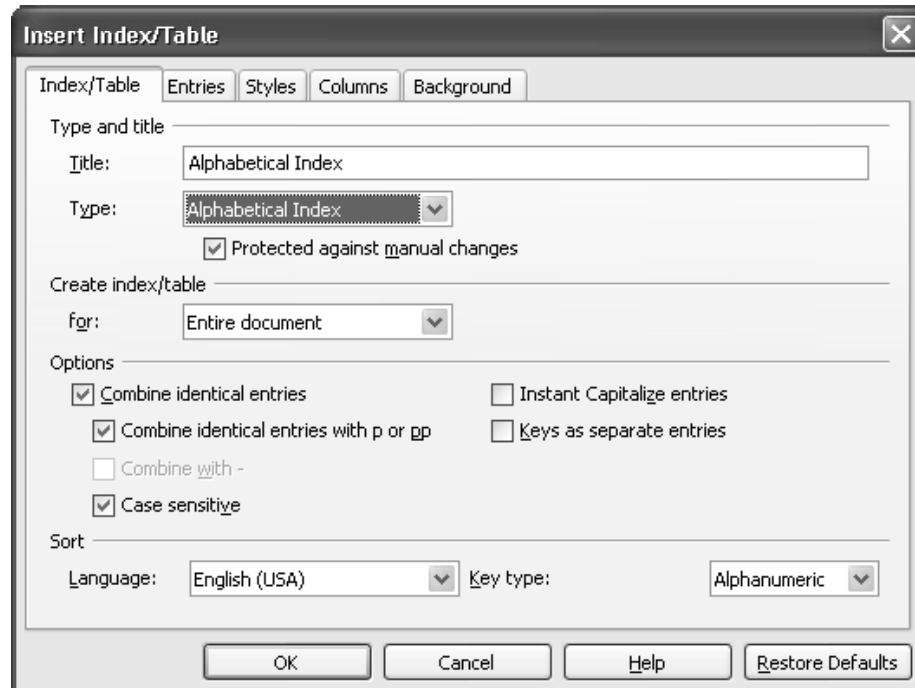 Insert Index/Table
Index/Table Entries Styles Columns Background
Type and title
Title: Alphabetical Index
Type: Alphabetical Index
Protected against manual changes
Create index/table
for: Entire document
Options
Combine identical entries Instant Capitalize entries
Combine identical entries with p or pp Keys as separate entries
Combine with -
Case sensitive
Sort
Language: English (USA) Key type: Alphanumeric
OK Cancel Help Restore Defaults